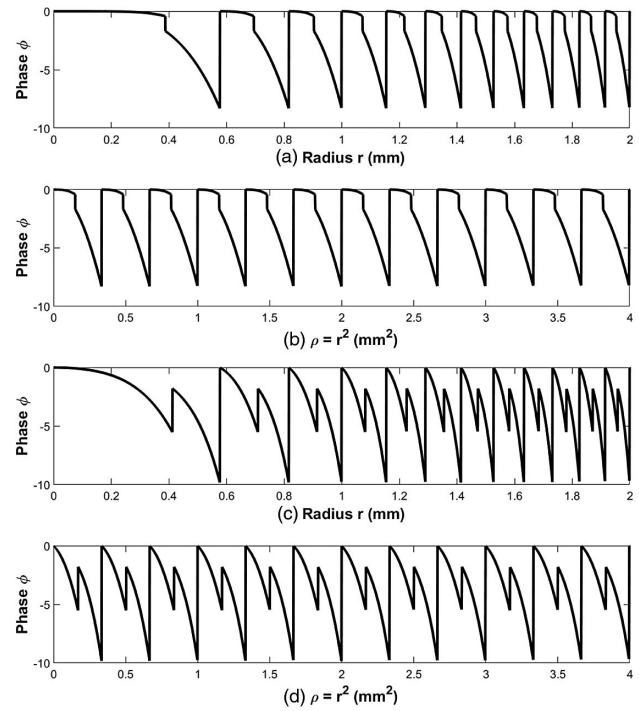 Phase ϕ
0
-5
-10
0 0.2 0.4 0.6 0.8 1 1.2 1.4 1.6 1.8 2
(a) Radius r (mm)
Phase ϕ
0
-5
-10
0 0.5 1 1.5 2 2.5 3 3.5 4
(b) ρ = r² (mm²)
Phase ϕ
0
-5
-10
0 0.2 0.4 0.6 0.8 1 1.2 1.4 1.6 1.8 2
(c) Radius r (mm)
Phase ϕ
0
-5
-10
0 0.5 1 1.5 2 2.5 3 3.5 4
(d) ρ = r² (mm²)